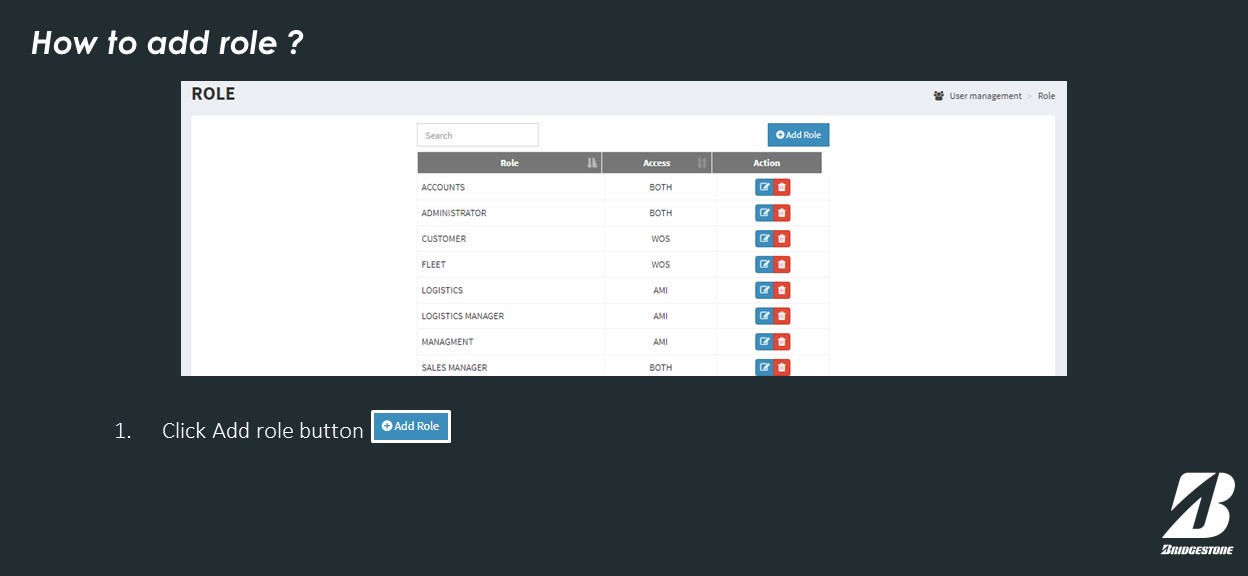 How to add role ?
ROLE
User management > Role
Search
Add Role
Role Access Action
ACCOUNTS BOTH
ADMINISTRATOR BOTH
CUSTOMER WOS
FLEET WOS
LOGISTICS AMI
LOGISTICS MANAGER AMI
MANAGMENT AMI
SALES MANAGER BOTH
1. Click Add role button Add Role
BRIDGESTONE